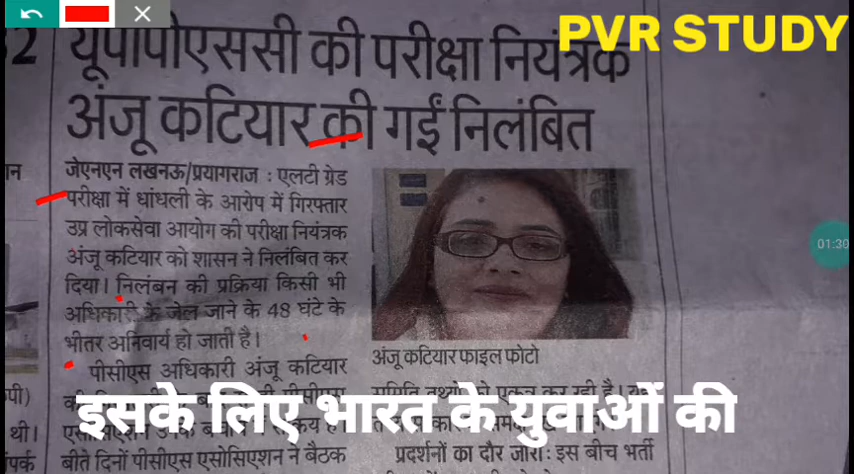 PVR STUDY
यूपीपीएससी की परीक्षा नियंत्रक
अंजू कटियार की गईं निलंबित
जेएनएन लखनऊ/प्रयागराज : एलटी ग्रेड
परीक्षा में धांधली के आरोप में गिरफ्तार
उप्र लोकसेवा आयोग की परीक्षा नियंत्रक
अंजू कटियार को शासन ने निलंबित कर
दिया। निलंबन की प्रक्रिया किसी भी
अधिकारी के जेल जाने के 48 घंटे के
भीतर अनिवार्य हो जाती है।
पीसीएस अधिकारी अंजू कटियार
बीते दिनों पीसीएस एसोसिएशन ने बैठक
अंजू कटियार फाइल फोटो
प्रदर्शनों का दौर जारी: इस बीच भर्ती
इसके लिए भारत के युवाओं की
01:30